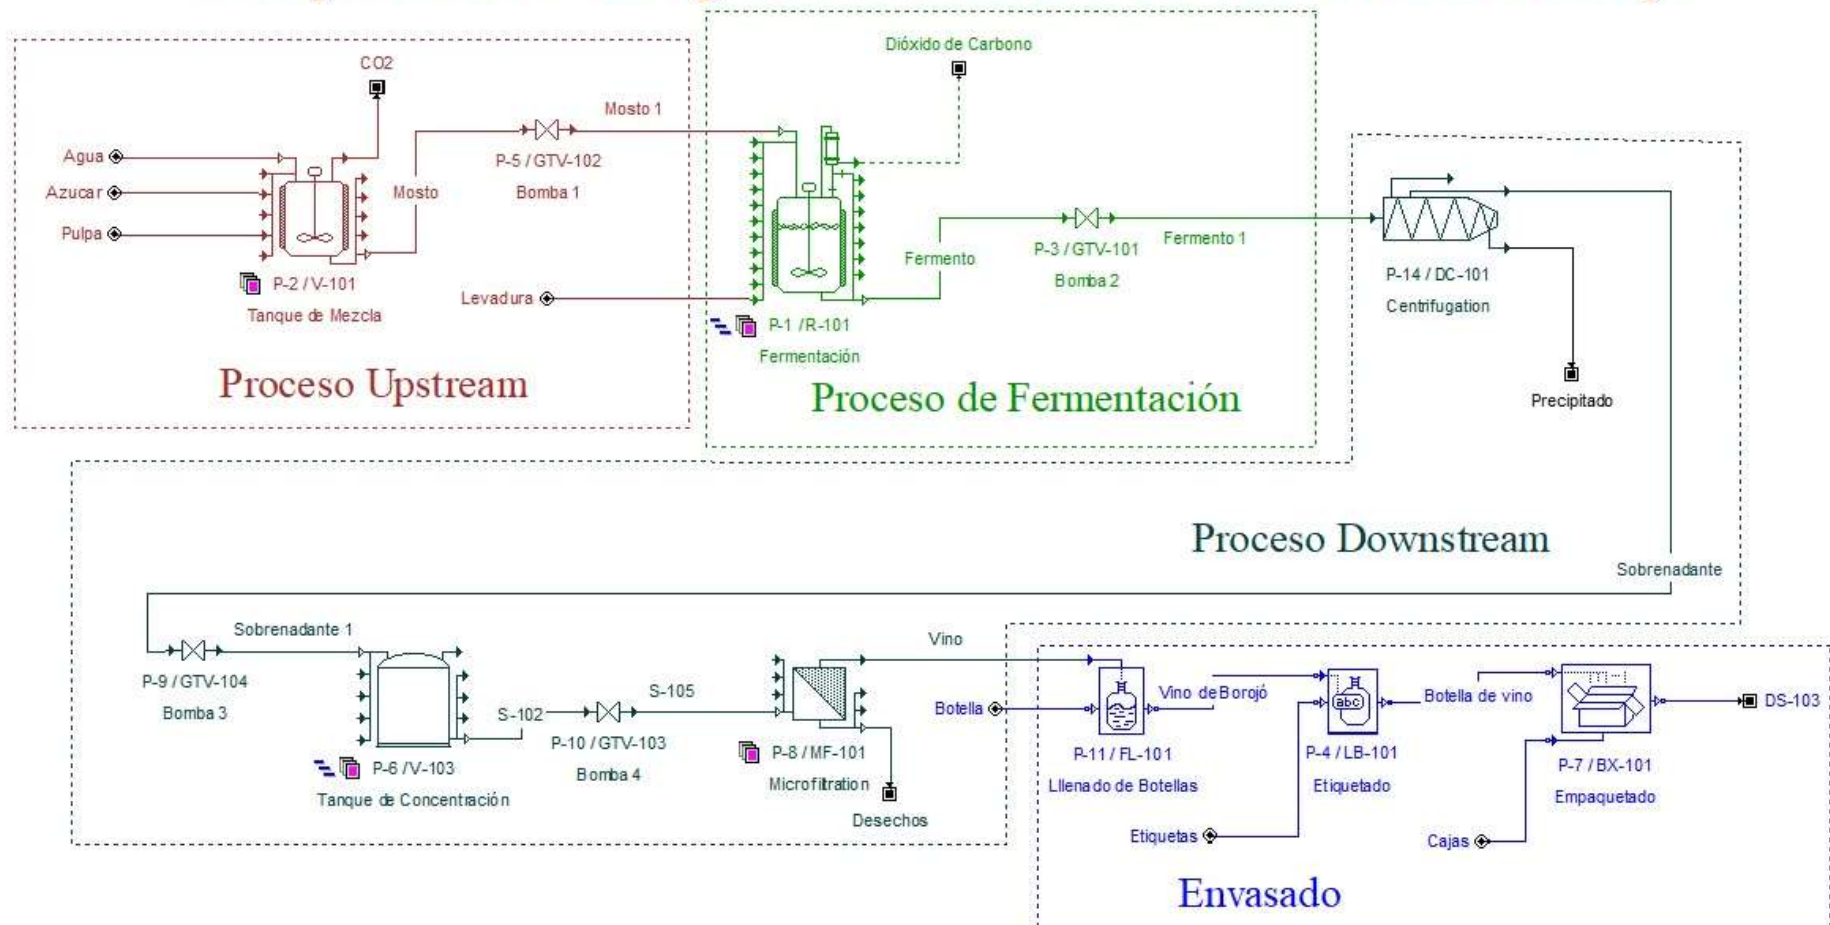 CO2
Agua
Azucar
Pulpa
Mosto
P-5 / GTV-102
Bomba 1
Mosto 1
P-2 / V-101
Tanque de Mezcla
Levadura
Proceso Upstream
Dióxido de Carbono
P-1 / R-101
Fermentación
Fermento
P-3 / GTV-101
Bomba 2
Fermento 1
Proceso de Fermentación
P-14 / DC-101
Centrifugation
Precipitado
Proceso Downstream
Sobrenadante
Sobrenadante 1
P-9 / GTV-104
Bomba 3
P-6 / V-103
Tanque de Concentración
S-102
P-10 / GTV-103
Bomba 4
S-105
P-8 / MF-101
Microfiltration
Desechos
Vino
Botella
P-11 / FL-101
Lllenado de Botellas
Vino de Borojó
abc
P-4 / LB-101
Etiquetado
Etiquetas
Botella de vino
P-7 / BX-101
Empaquetado
Cajas
DS-103
Envasado